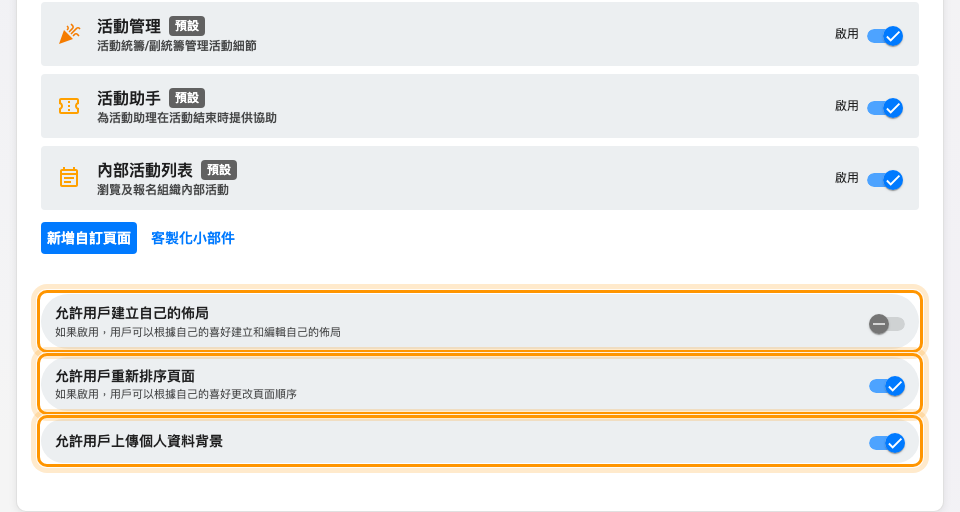 活動管理 預設
活動統籌/副統籌管理活動細節
啟用
活動助手 預設
為活動助理在活動結束時提供協助
啟用
內部活動列表 預設
瀏覽及報名組織內部活動
啟用
新增自訂頁面 客製化小部件
允許用戶建立自己的佈局
如果啟用，用戶可以根據自己的喜好建立和編輯自己的佈局
允許用戶重新排序頁面
如果啟用，用戶可以根據自己的喜好更改頁面順序
允許用戶上傳個人資料背景